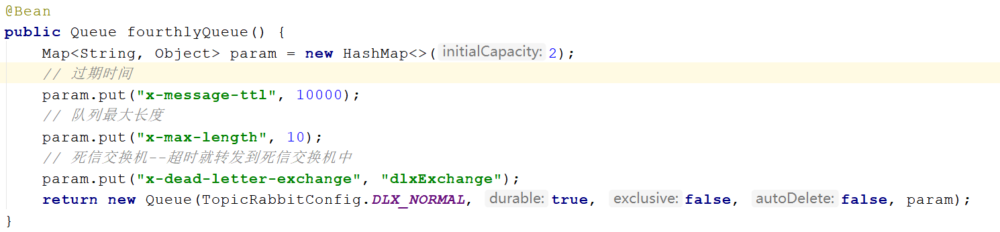 @Bean
public Queue fourthlyQueue() {
    Map<String, Object> param = new HashMap<>( initialCapacity: 2);
    // 过期时间
    param.put("x-message-ttl", 10000);
    // 队列最大长度
    param.put("x-max-length", 10);
    // 死信交换机--超时就转发到死信交换机中
    param.put("x-dead-letter-exchange", "dlxExchange");
    return new Queue(TopicRabbitConfig.DLX_NORMAL, durable: true, exclusive: false, autoDelete: false, param);
}